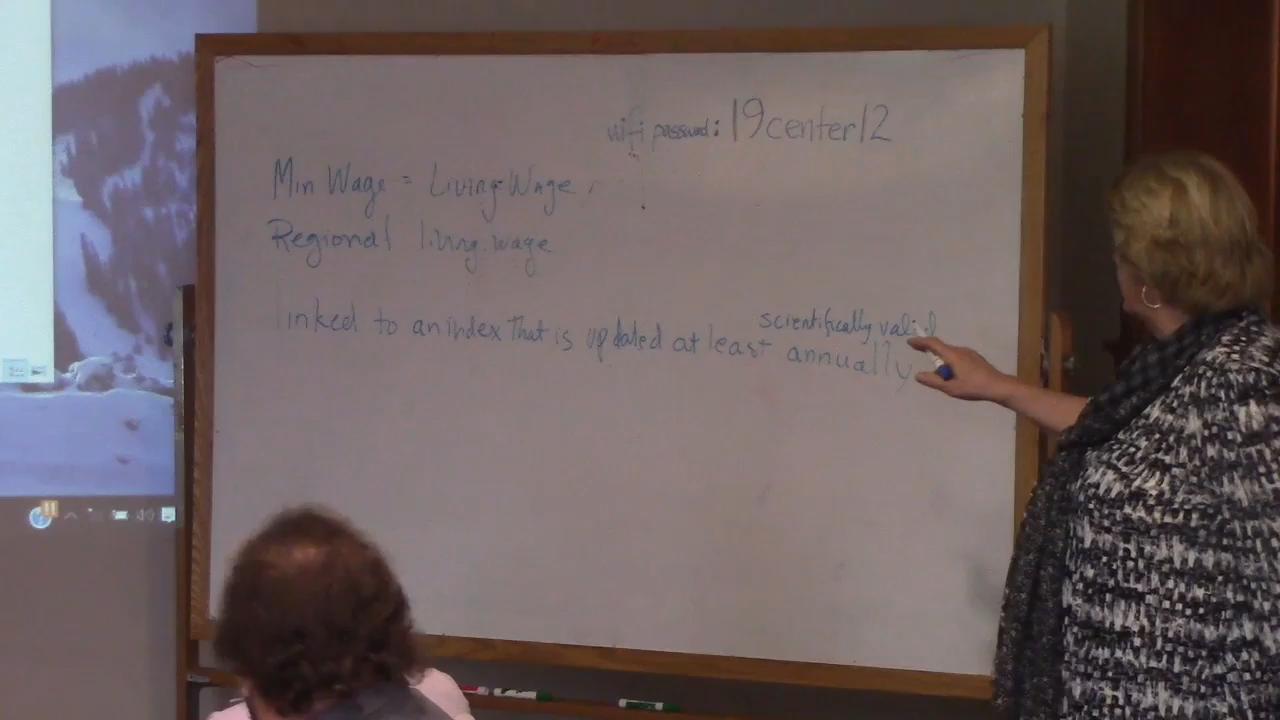 wifi password: 19center12
Min Wage = Living Wage,
Regional living wage
scientifically valid
linked to an index that is updated at least annually